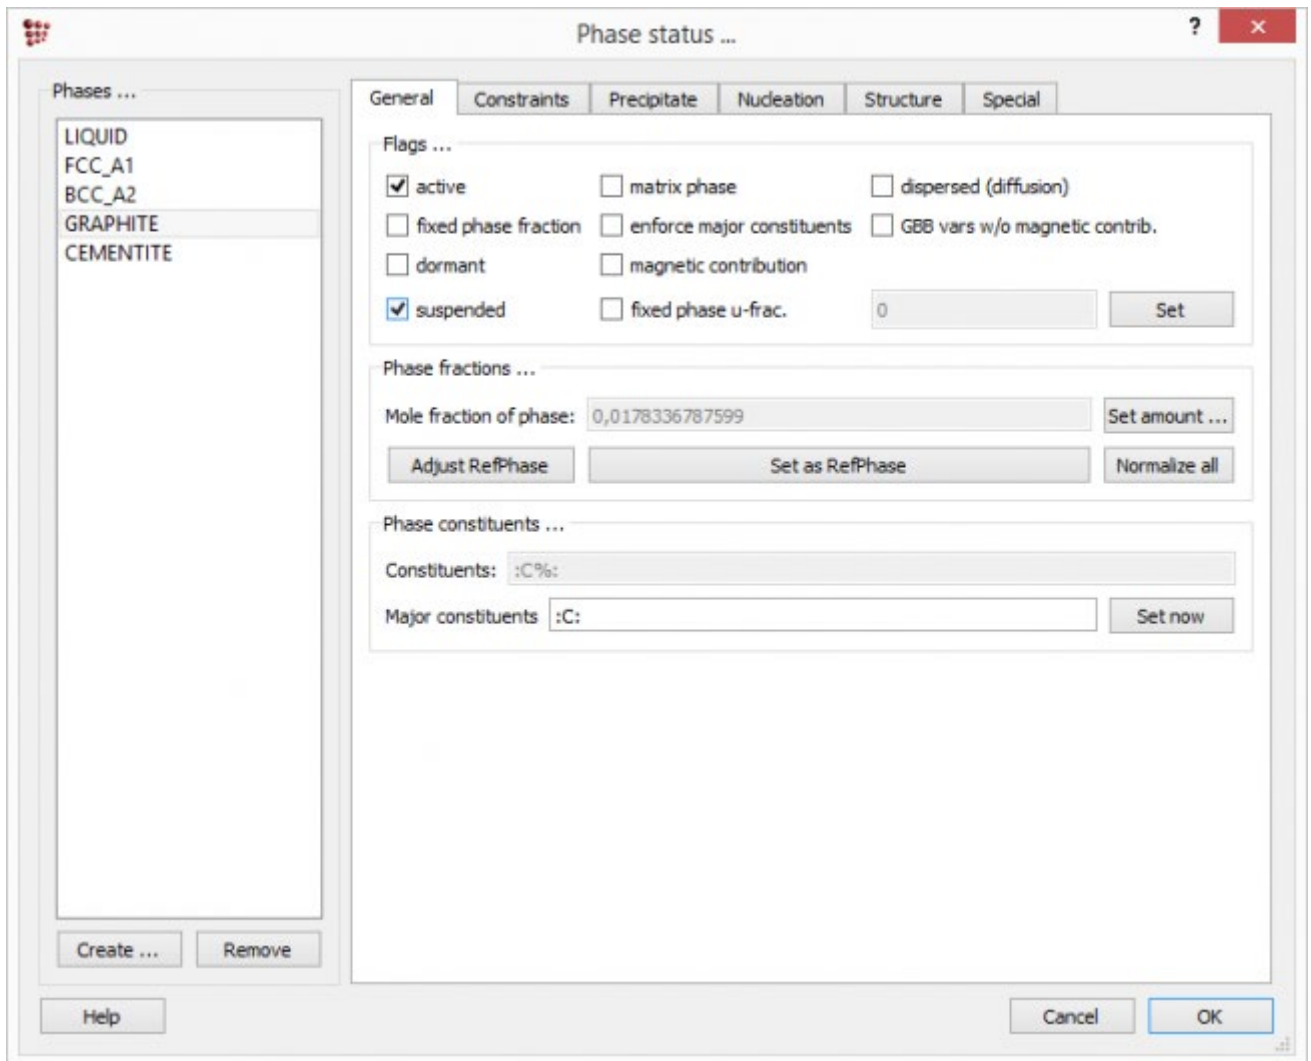 Phase status ...
?
Phases ...
LIQUID
FCC_A1
BCC_A2
GRAPHITE
CEMENTITE
Create ...
Remove
General
Constraints
Precipitate
Nucleation
Structure
Special
Flags ...
active
matrix phase
dispersed (diffusion)
fixed phase fraction
enforce major constituents
GBB vars w/o magnetic contrib.
dormant
magnetic contribution
suspended
fixed phase u-frac.
0
Set
Phase fractions ...
Mole fraction of phase:
0,0178336787599
Set amount ...
Adjust RefPhase
Set as RefPhase
Normalize all
Phase constituents ...
Constituents:
:C%:
Major constituents
:C:
Set now
Help
Cancel
OK